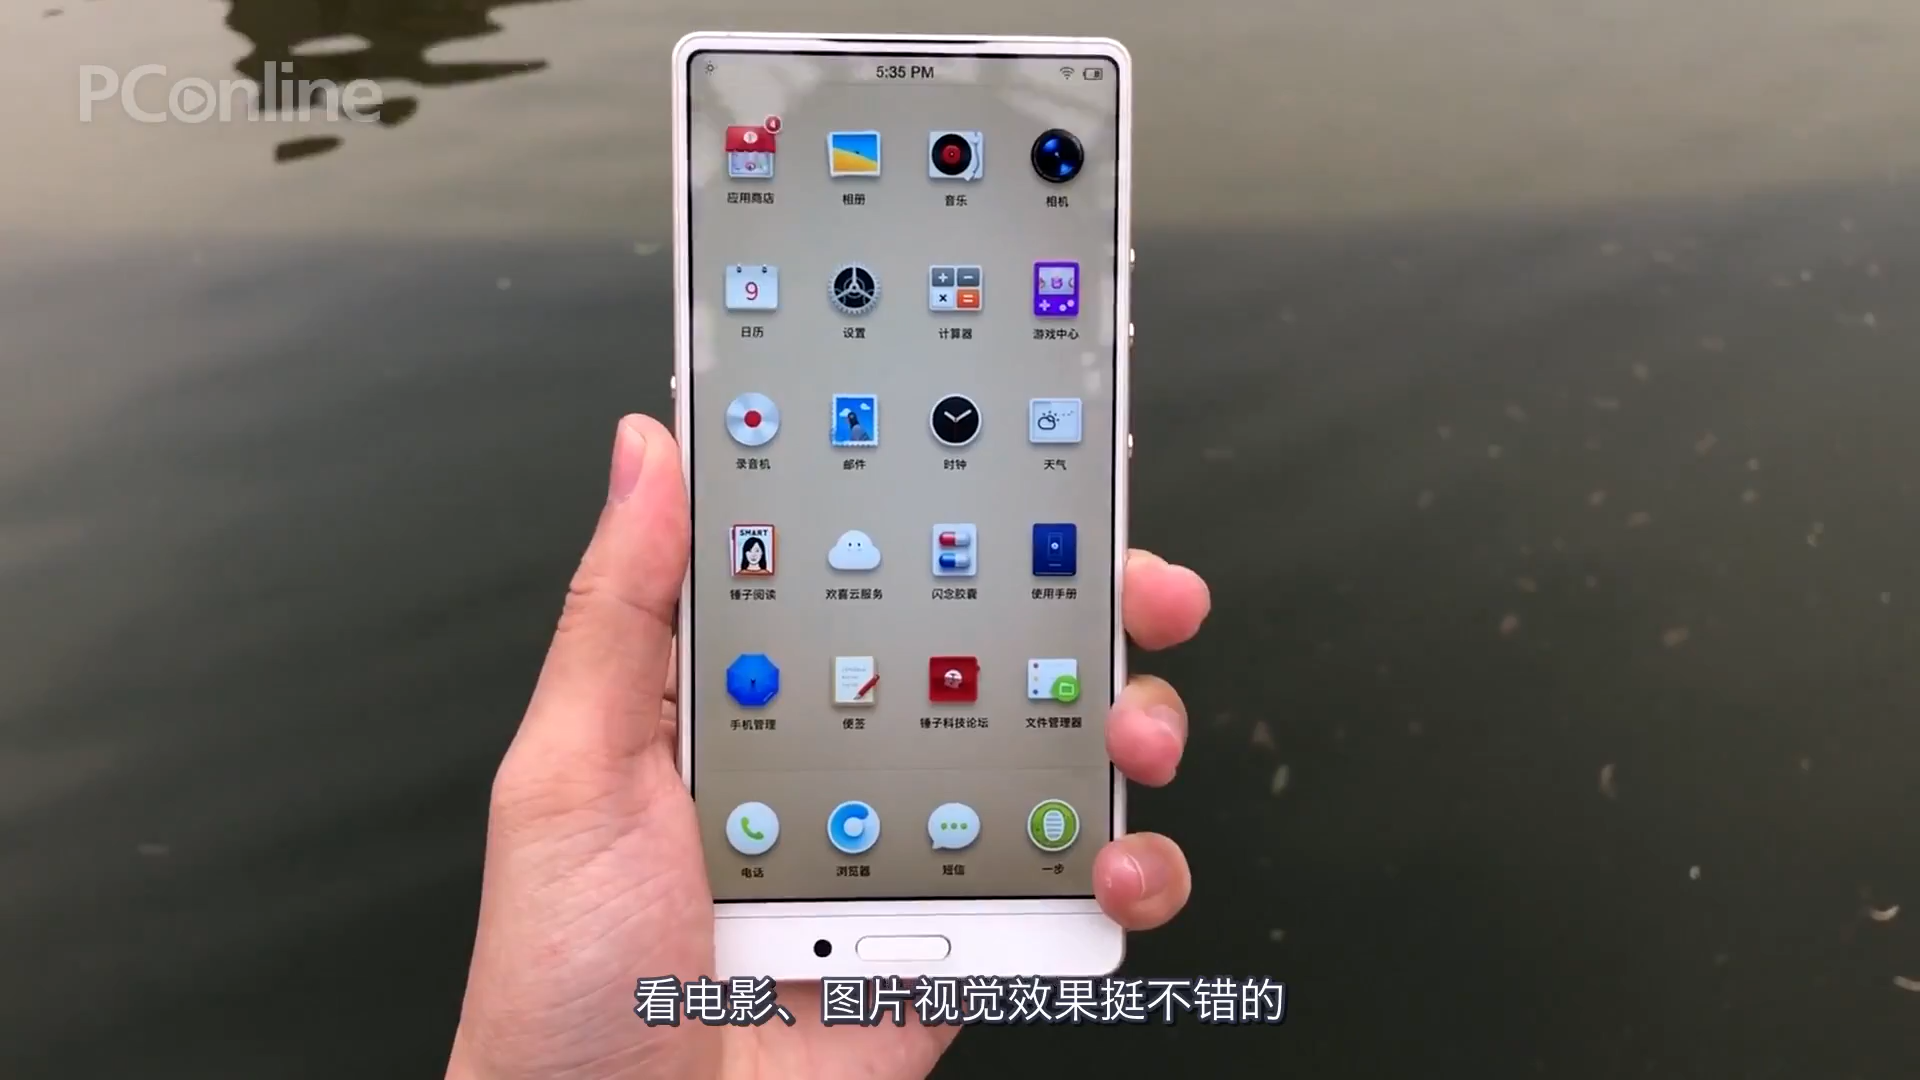 PConline
5:35 PM
4
应用商店
相册
音乐
相机
9
日历
设置
计算器
游戏中心
录音机
邮件
时钟
天气
SMART
锤子阅读
欢喜云服务
闪念胶囊
使用手册
手机管理
便签
锤子科技论坛
文件管理器
电话
浏览器
短信
一步
看电影、图片视觉效果挺不错的